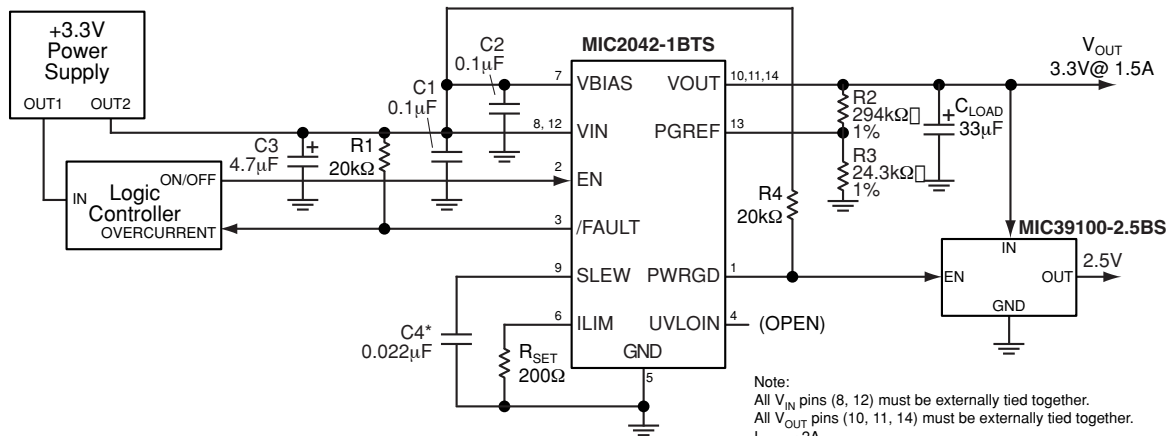 +3.3V
Power
Supply
OUT1 OUT2
MIC2042-1BTS
C2
0.1µF
C1
0.1µF
C3
4.7µF
+
R1
20kΩ
7
8, 12
2
3
9
6
VBIAS
VIN
EN
/FAULT
SLEW
ILIM
VOUT
PGREF
PWRGD
UVLOIN
GND
5
10,11,14
13
1
4
(OPEN)
IN
ON/OFF
Logic
Controller
OVERCURRENT
C4*
0.022µF
RSET
200Ω
R4
20kΩ
R2
294kΩ
1%
R3
24.3kΩ
1%
+
CLOAD
33µF
VOUT
3.3V@ 1.5A
MIC39100-2.5BS
IN
EN
OUT
GND
2.5V
Note:
All VIN pins (8, 12) must be externally tied together.
All VOUT pins (10, 11, 14) must be externally tied together.